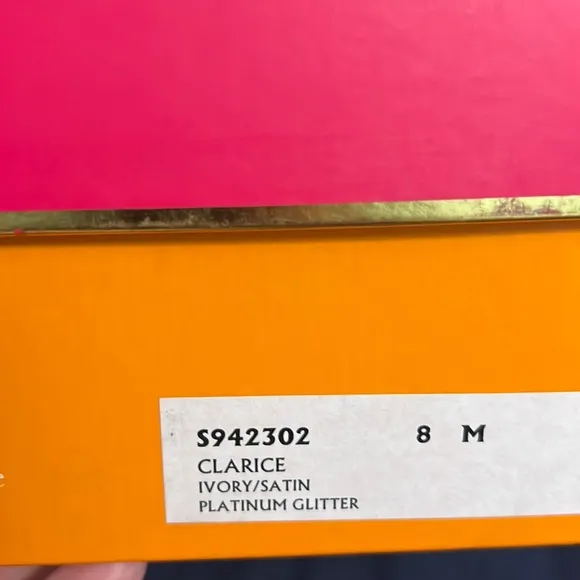 S942302 8 M
CLARICE
IVORY/SATIN
PLATINUM GLITTER